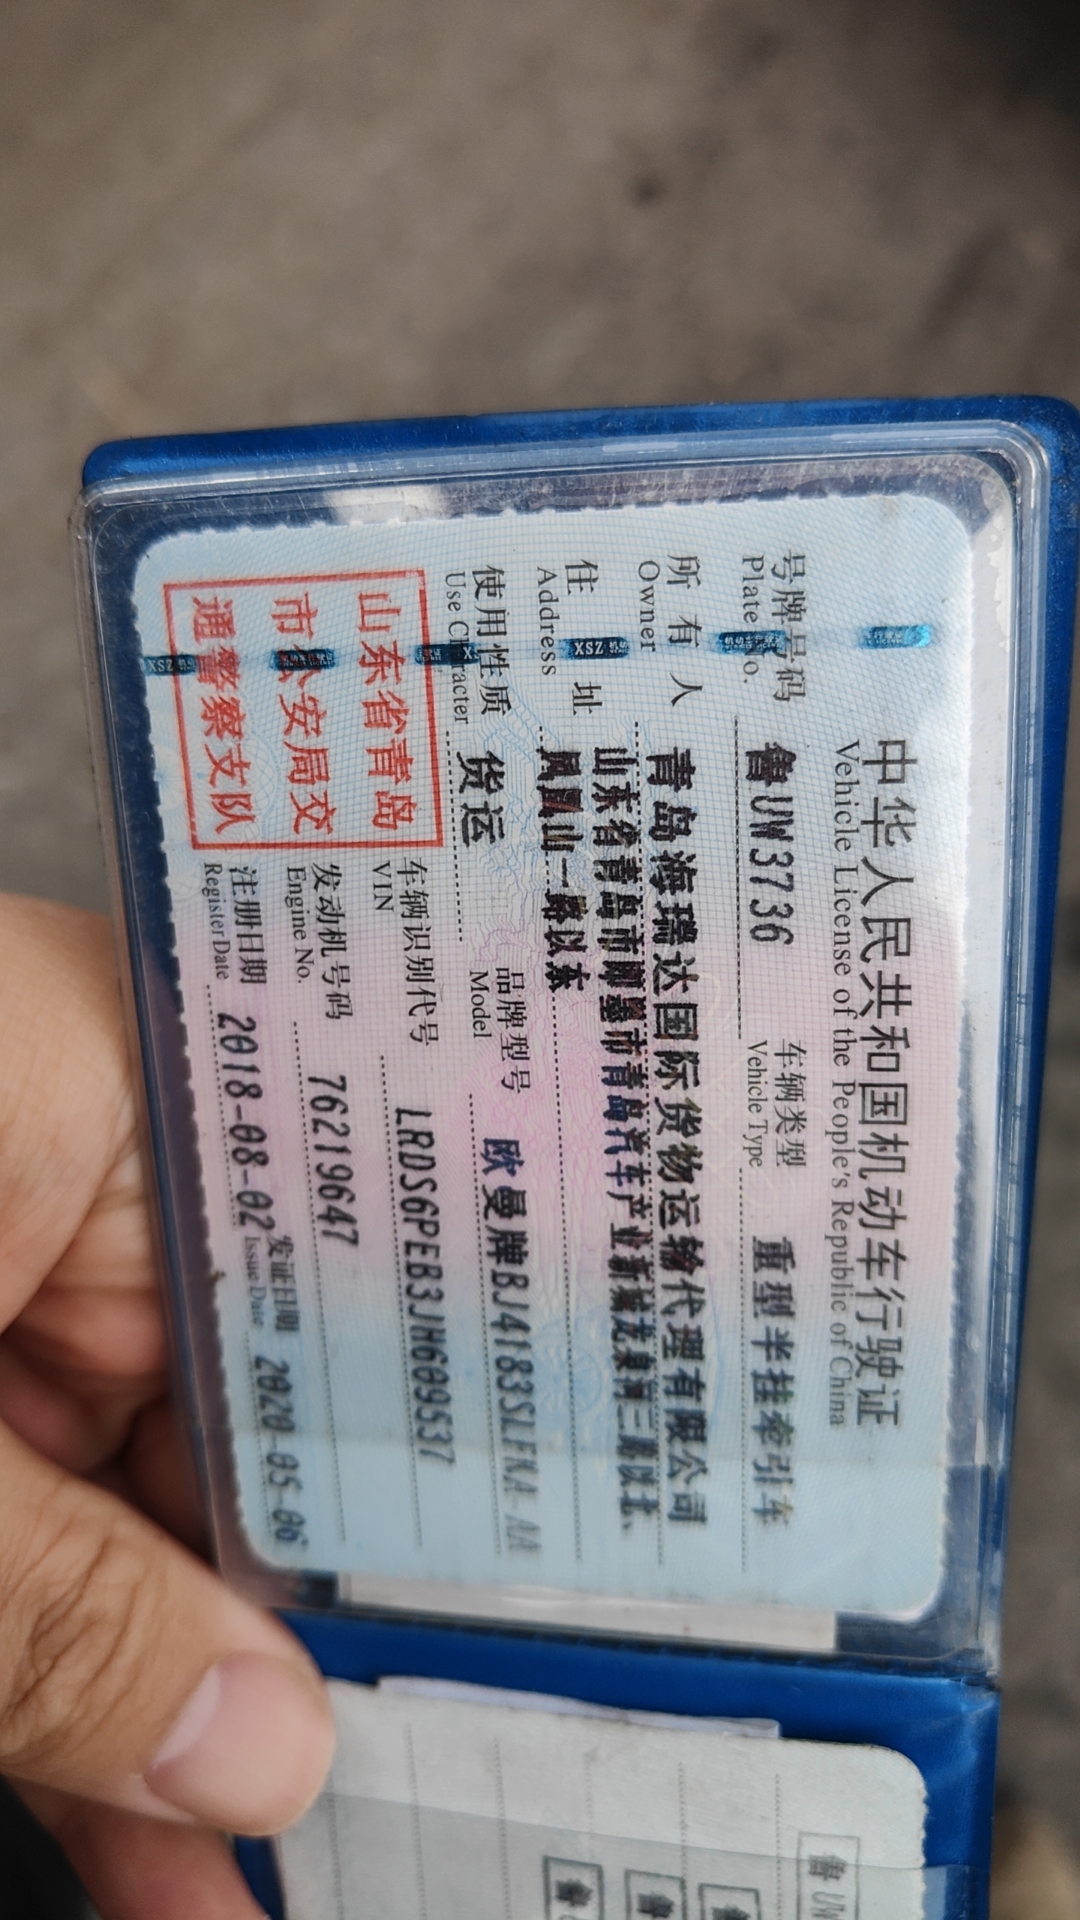 中华人民共和国机动车行驶证
Vehicle License of the People's Republic of China
号牌号码 鲁UW3736 车辆类型 重型半挂牵引车
Plate No. Vehicle Type
所有人 青岛海瑞达国际货物运输代理有限公司
Owner
住址 山东省青岛市即墨市青岛汽车产业新城龙泉河三路以北、
Address 凤凰山一路以东
使用性质 货运 品牌型号 欧曼牌BJ4183SLFKA-AA
Use Character Model
山东省青岛
市公安局交
通警察支队
车辆识别代号 LRDS6PEB3JH609537
VIN
发动机号码 76219647
Engine No.
注册日期 2018-08-02 发证日期 2020-05-06
Register Date Issue Date
鲁UW